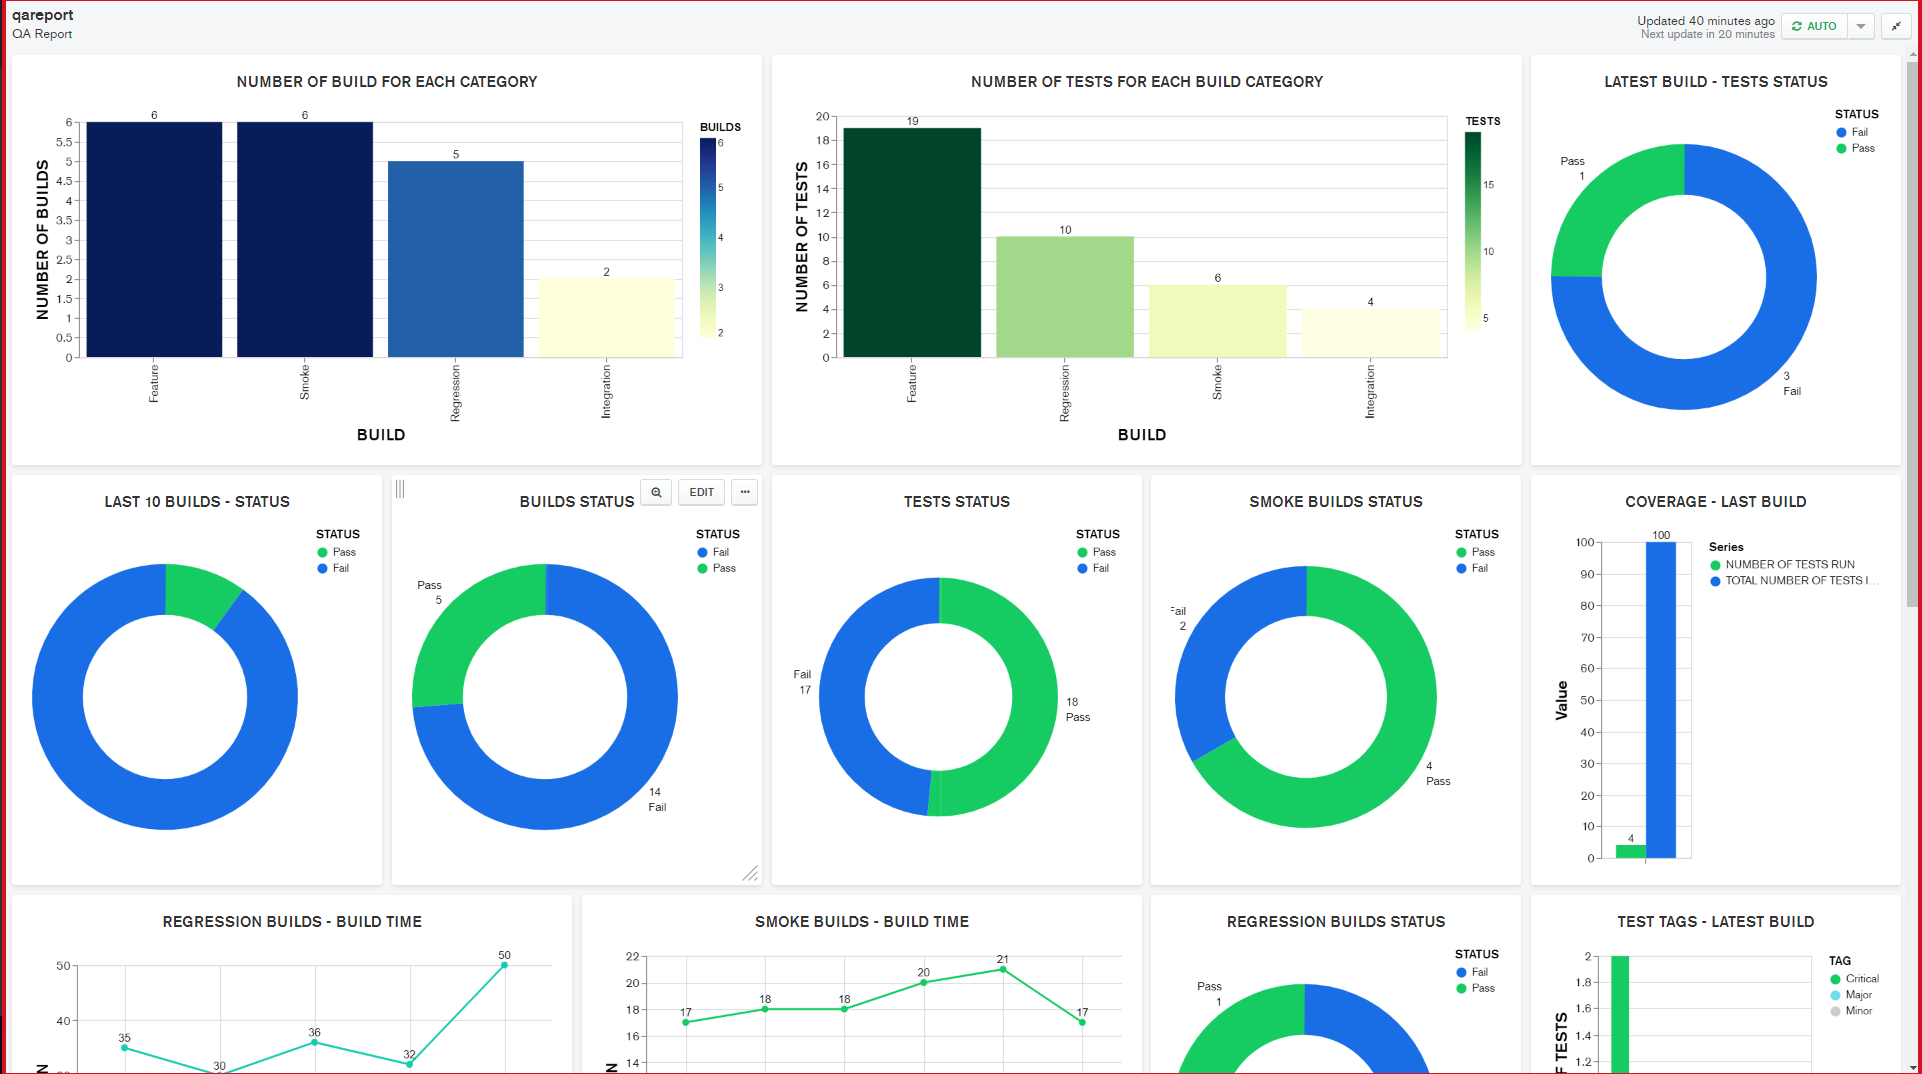 qareport
QA Report
Updated 40 minutes ago
Next update in 20 minutes
AUTO
NUMBER OF BUILD FOR EACH CATEGORY
NUMBER OF BUILDS
6
5.5
5
4.5
4
3.5
3
2.5
2
1.5
1
0.5
0
6
6
5
2
Feature
Smoke
Regression
Integration
BUILD
BUILDS
6
5
4
3
2
NUMBER OF TESTS FOR EACH BUILD CATEGORY
NUMBER OF TESTS
20
18
16
14
12
10
8
6
4
2
0
19
10
6
4
Feature
Regression
Smoke
Integration
BUILD
TESTS
15
10
5
LATEST BUILD - TESTS STATUS
STATUS
Fail
Pass
Pass
1
3
Fail
LAST 10 BUILDS - STATUS
STATUS
Pass
Fail
BUILDS STATUS
EDIT
STATUS
Fail
Pass
Pass
5
14
Fail
TESTS STATUS
STATUS
Pass
Fail
Fail
17
18
Pass
SMOKE BUILDS STATUS
STATUS
Pass
Fail
Fail
2
4
Pass
COVERAGE - LAST BUILD
Value
100
90
80
70
60
50
40
30
20
10
0
100
4
Series
NUMBER OF TESTS RUN
TOTAL NUMBER OF TESTS I...
REGRESSION BUILDS - BUILD TIME
50
40
35
30
36
32
50
N
SMOKE BUILDS - BUILD TIME
22
20
18
16
14
17
18
18
20
21
17
N
REGRESSION BUILDS STATUS
STATUS
Fail
Pass
Pass
1
TEST TAGS - LATEST BUILD
F TESTS
2
1.8
1.6
1.4
1.2
TAG
Critical
Major
Minor